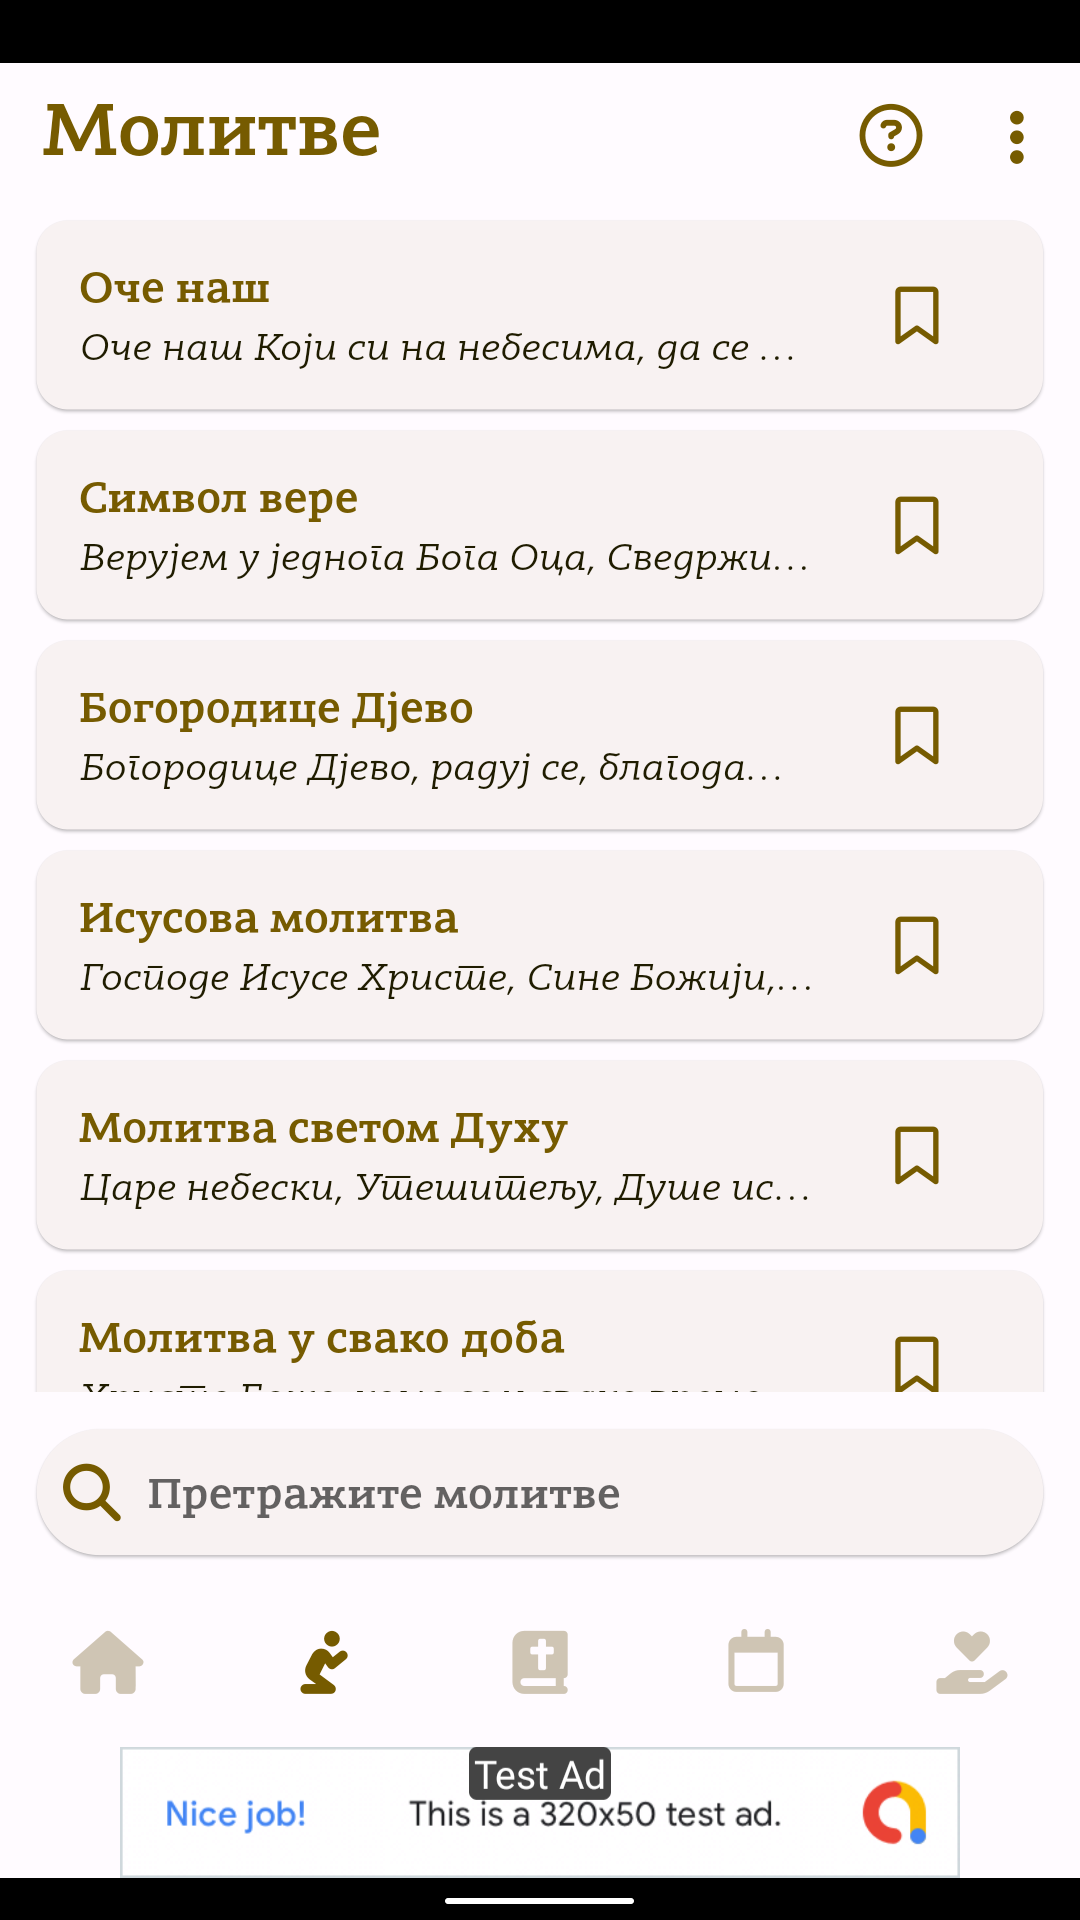 Молитве
Оче наш
Оче наш Који си на небесима, да се ...
Символ вере
Верујем у једнога Бога Оца, Сведржи...
Богородице Дјево
Богородице Дјево, радуј се, благода...
Исусова молитва
Господе Исусе Христе, Сине Божији,...
Молитва светом Духу
Царе небески, Утешитељу, Душе ис...
Молитва у свако доба
Претражите молитве
Test Ad
Nice job!
This is a 320x50 test ad.